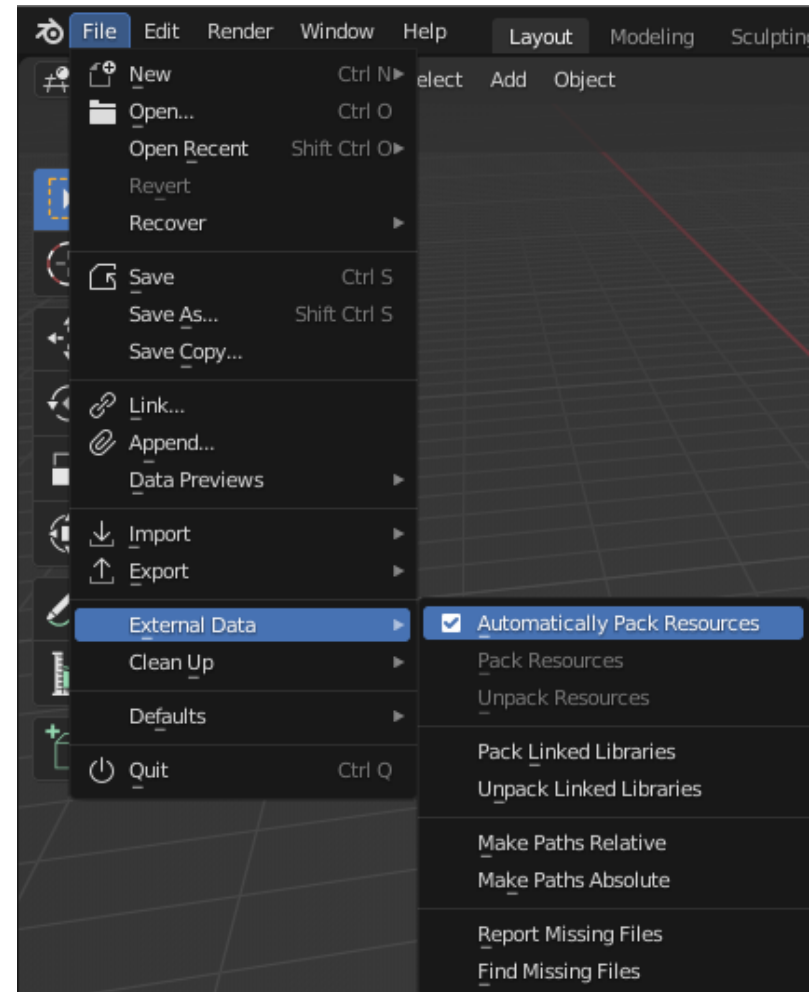 File Edit Render Window Help Layout Modeling Sculpting
elect Add Object
New Ctrl N
Open... Ctrl O
Open Recent Shift Ctrl O
Revert
Recover
Save Ctrl S
Save As... Shift Ctrl S
Save Copy...
Link...
Append...
Data Previews
Import
Export
External Data
Clean Up
Defaults
Quit Ctrl Q
Automatically Pack Resources
Pack Resources
Unpack Resources
Pack Linked Libraries
Unpack Linked Libraries
Make Paths Relative
Make Paths Absolute
Report Missing Files
Find Missing Files